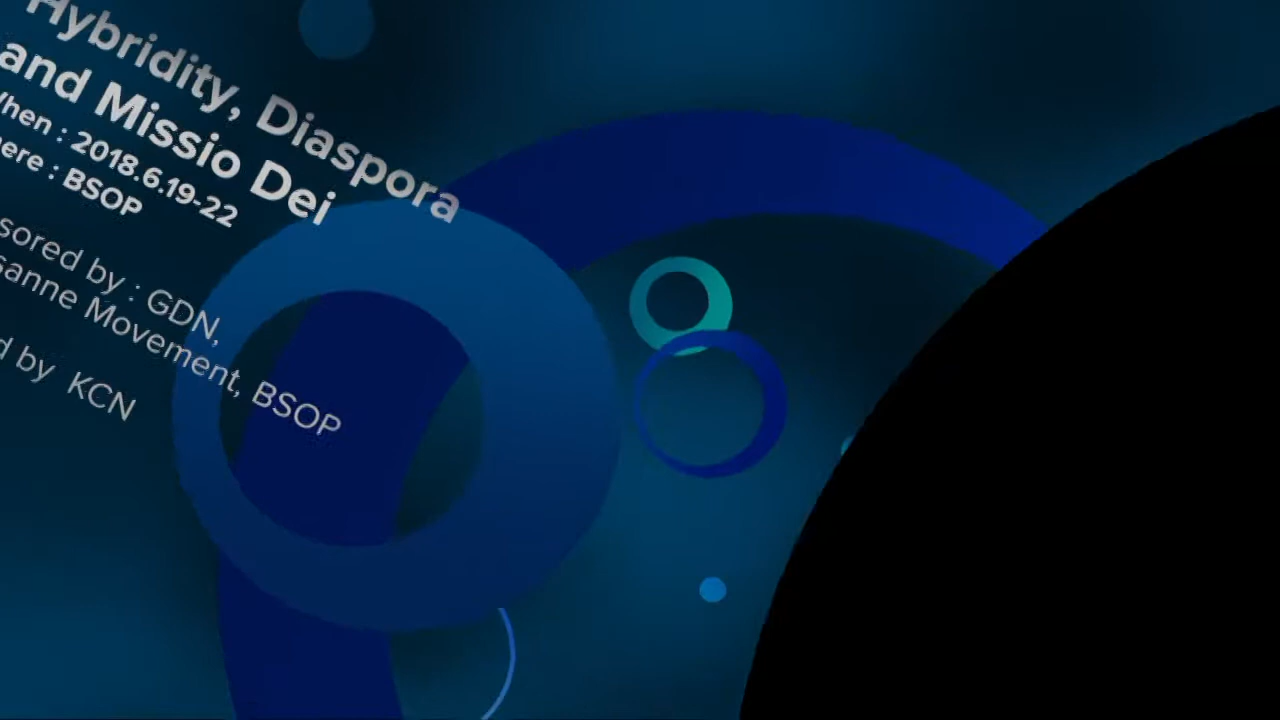 Hybridity, Diaspora
and Missio Dei
When : 2018.6.19-22
ere : BSOP
sored by : GDN,
sanne Movement, BSOP
d by KCN